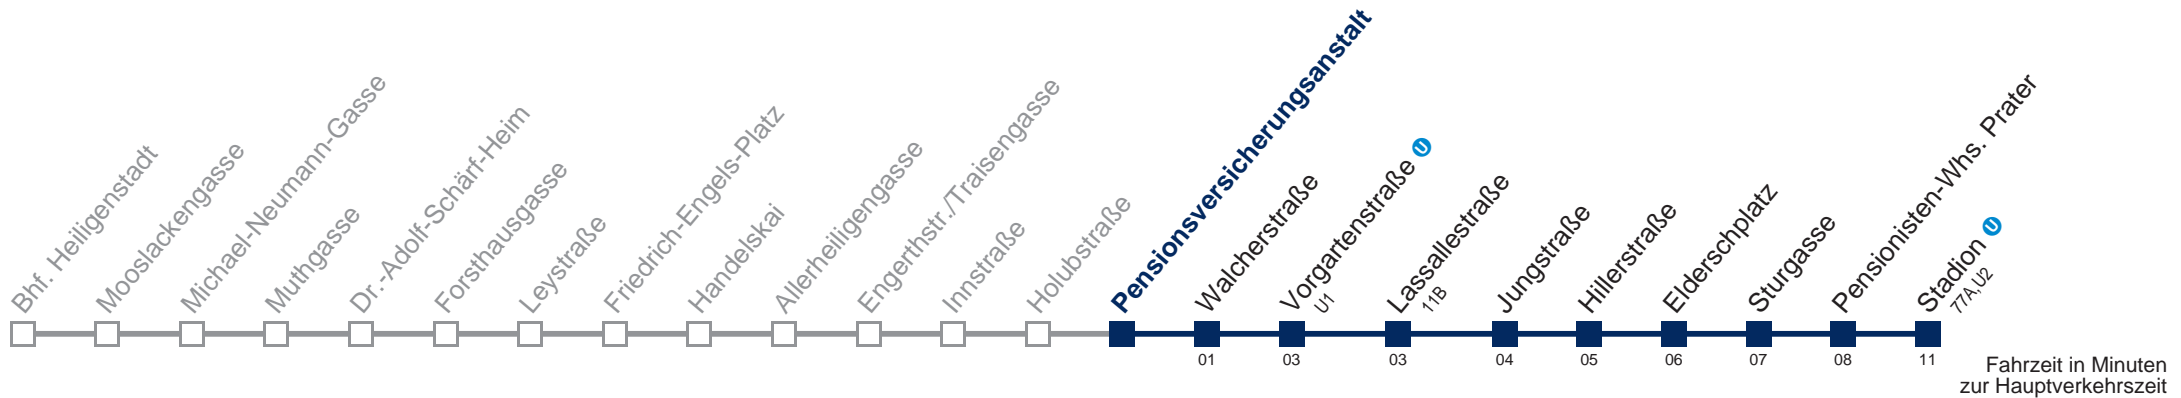 Bhf. Heiligenstadt
Mooslackengasse
Michael-Neumann-Gasse
Muthgasse
Dr.-Adolf-Schärf-Heim
Forsthausgasse
Leystraße
Friedrich-Engels-Platz
Handelskai
Allerheiligengasse
Engerthstr./Traisengasse
Innstraße
Holubstraße
Pensionsversicherungsanstalt
Walcherstraße
01
Vorgartenstraße U
U1
03
Lassallestraße
11B
03
Jungstraße
04
Hillerstraße
05
Elderschplatz
06
Sturgasse
07
Pensionisten-Whs. Prater
08
Stadion U
77A,U2
11
Fahrzeit in Minuten
zur Hauptverkehrszeit